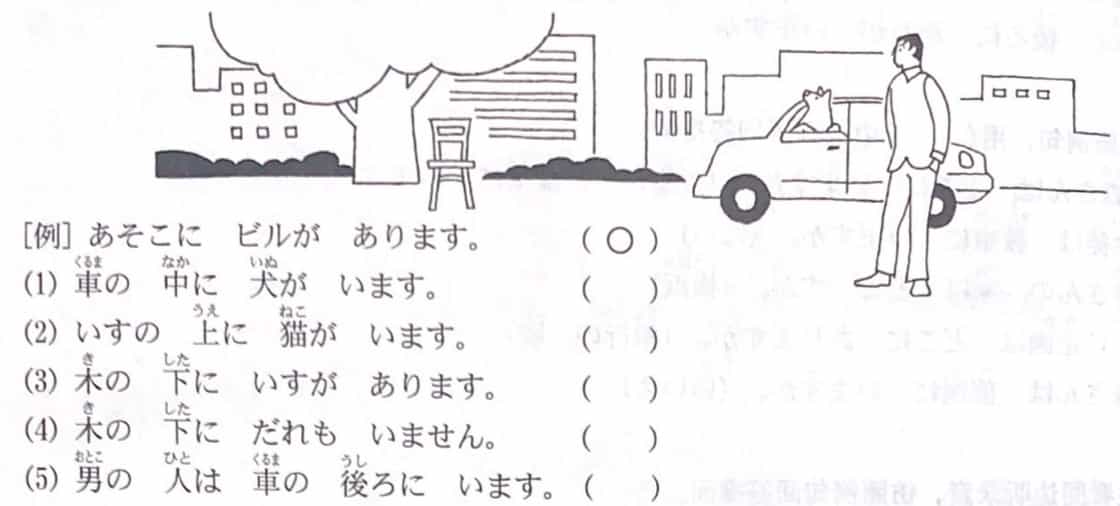 [例] あそこに ビルが あります。 ( ○ )
(1) 車の 中に 犬が います。 ( )
(2) いすの 上に 猫が います。 ( )
(3) 木の 下に いすが あります。 ( )
(4) 木の 下に だれも いません。 ( )
(5) 男の 人は 車の 後ろに います。 ( )